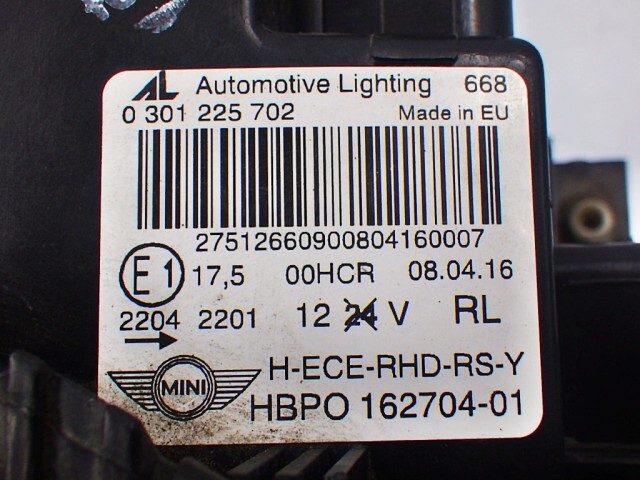 AL Automotive Lighting 668
0 301 225 702 Made in EU
27512660900804160007
E1 17,5 00HCR 08.04.16
2204 2201 12 24 V RL
MINI H-ECE-RHD-RS-Y
HBPO 162704-01